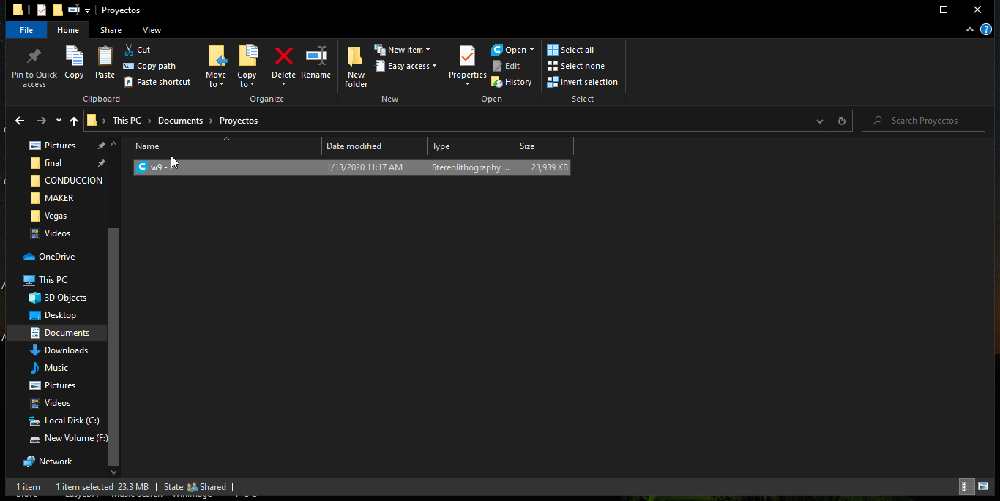 Proyectos
File Home Share View
Pin to Quick access
Copy
Paste
Cut
Copy path
Paste shortcut
Clipboard
Move to
Copy to
Delete
Rename
Organize
New folder
New item
Easy access
New
Properties
Open
Edit
History
Open
Select all
Select none
Invert selection
Select
This PC › Documents › Proyectos
Search Proyectos
Pictures
final
CONDUCCION
MAKER
Vegas
Videos
OneDrive
This PC
3D Objects
Desktop
Documents
Downloads
Music
Pictures
Videos
Local Disk (C:)
New Volume (F:)
Network
Name Date modified Type Size
w9 - 1/13/2020 11:17 AM Stereolithography ... 23,939 KB
1 item 1 item selected 23.3 MB State: Shared